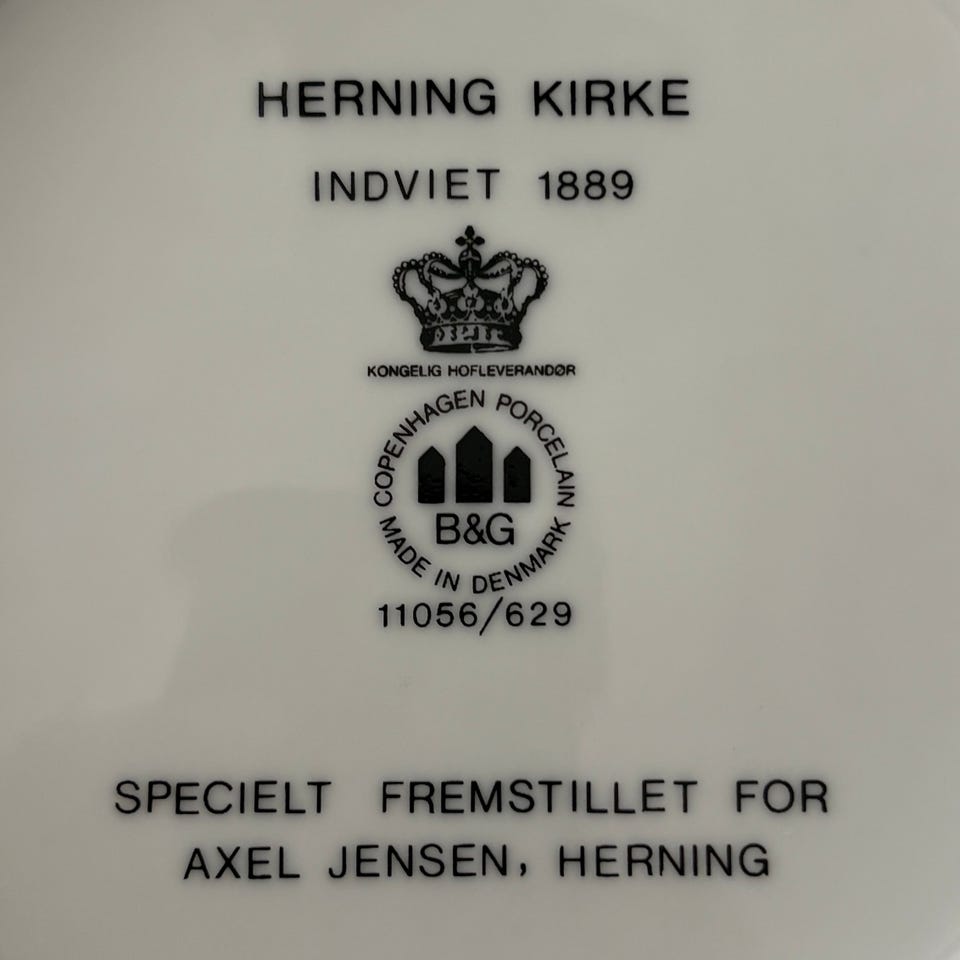 HERNING KIRKE
INDVIET 1889
KONGELIG HOFLEVERANDØR
COPENHAGEN PORCELAIN
B&G
MADE IN DENMARK
11056/629
SPECIELT FREMSTILLET FOR
AXEL JENSEN, HERNING